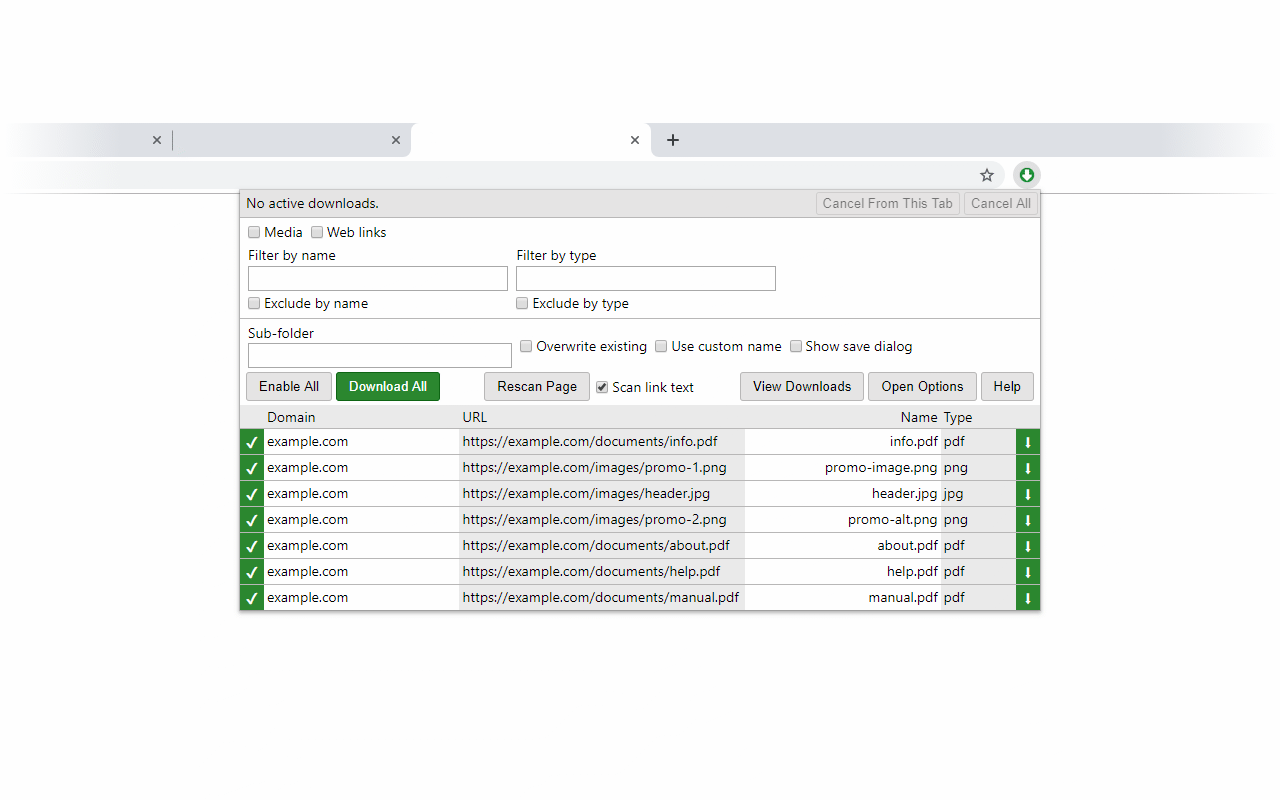 No active downloads. Cancel From This Tab Cancel All
Media Web links
Filter by name Filter by type
Exclude by name Exclude by type
Sub-folder
Overwrite existing Use custom name Show save dialog
Enable All Download All Rescan Page Scan link text View Downloads Open Options Help
Domain URL Name Type
example.com https://example.com/documents/info.pdf info.pdf pdf
example.com https://example.com/images/promo-1.png promo-image.png png
example.com https://example.com/images/header.jpg header.jpg jpg
example.com https://example.com/images/promo-2.png promo-alt.png png
example.com https://example.com/documents/about.pdf about.pdf pdf
example.com https://example.com/documents/help.pdf help.pdf pdf
example.com https://example.com/documents/manual.pdf manual.pdf pdf